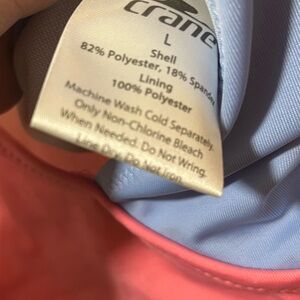 crane
L
Shell
82% Polyester, 18% Spandex
Lining
100% Polyester
Machine Wash Cold Separately.
Only Non-Chlorine Bleach
When Needed. Do Not Wring.
Line Dry. Do Not Iron.